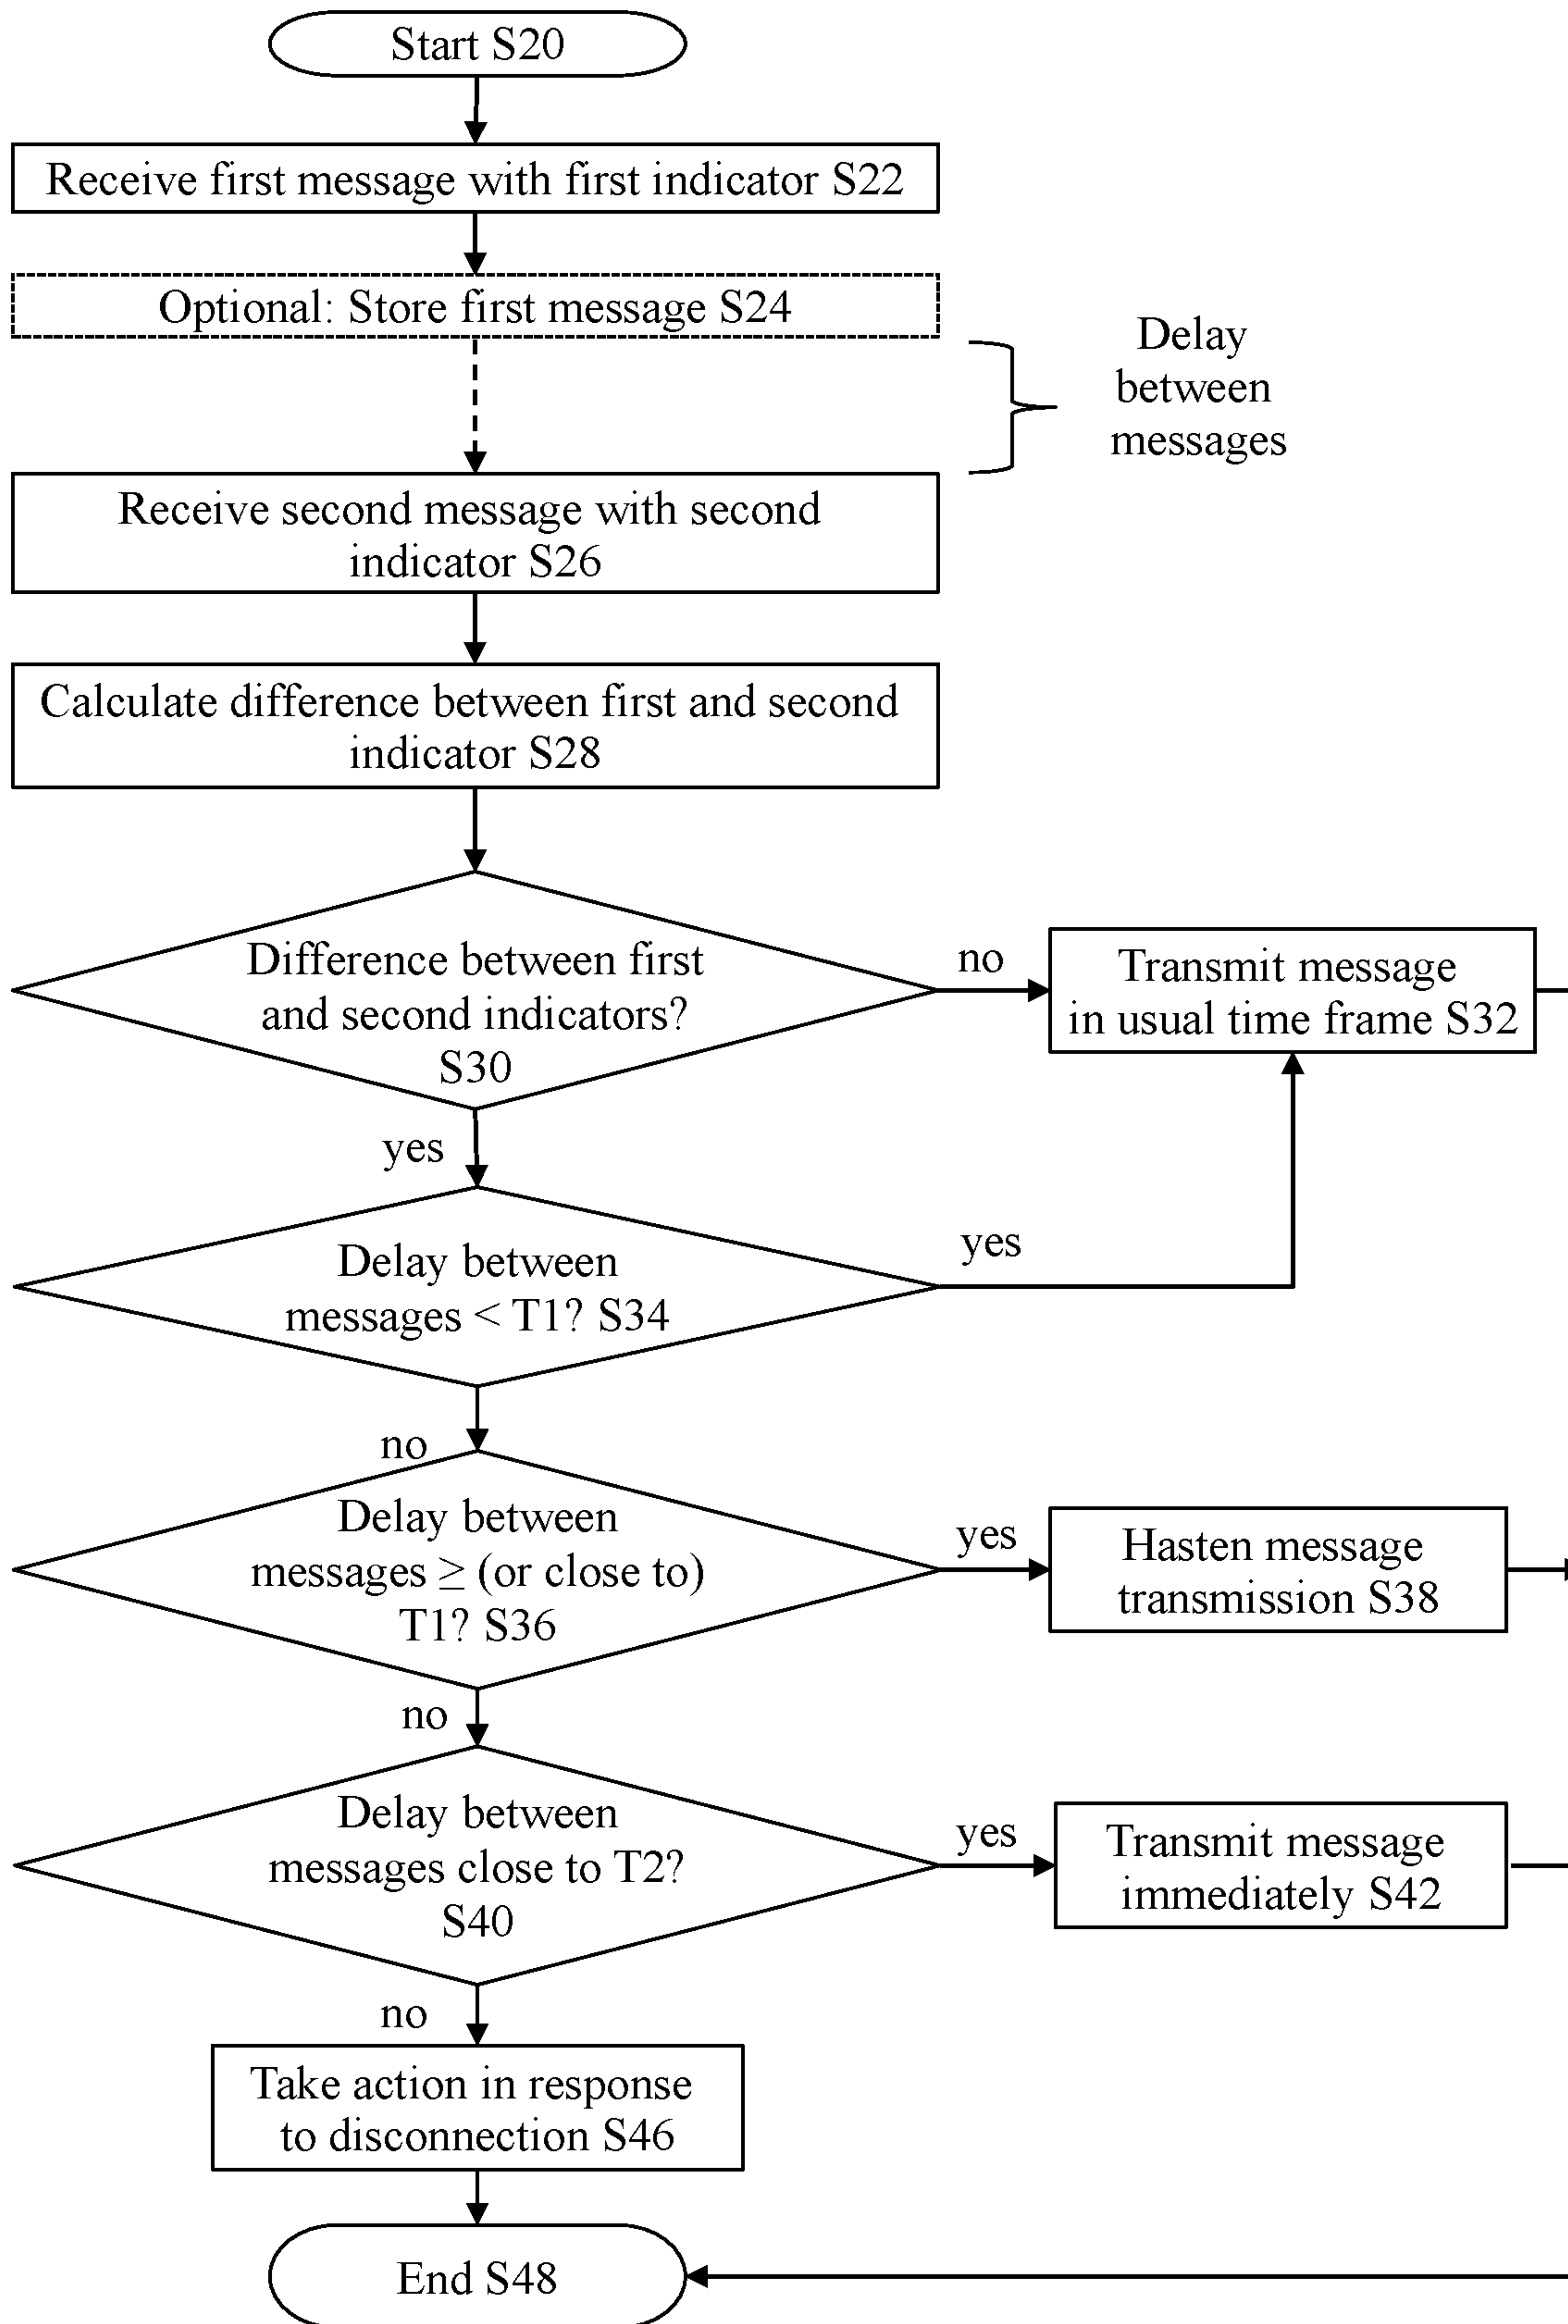 Start S20
Receive first message with first indicator S22
Optional: Store first message S24
Delay
between
messages
Receive second message with second
indicator S26
Calculate difference between first and second
indicator S28
Difference between first
and second indicators?
S30
no
Transmit message
in usual time frame S32
yes
Delay between
messages < T1? S34
yes
no
Delay between
messages ≥ (or close to)
T1? S36
yes
Hasten message
transmission S38
no
Delay between
messages close to T2?
S40
yes
Transmit message
immediately S42
no
Take action in response
to disconnection S46
End S48